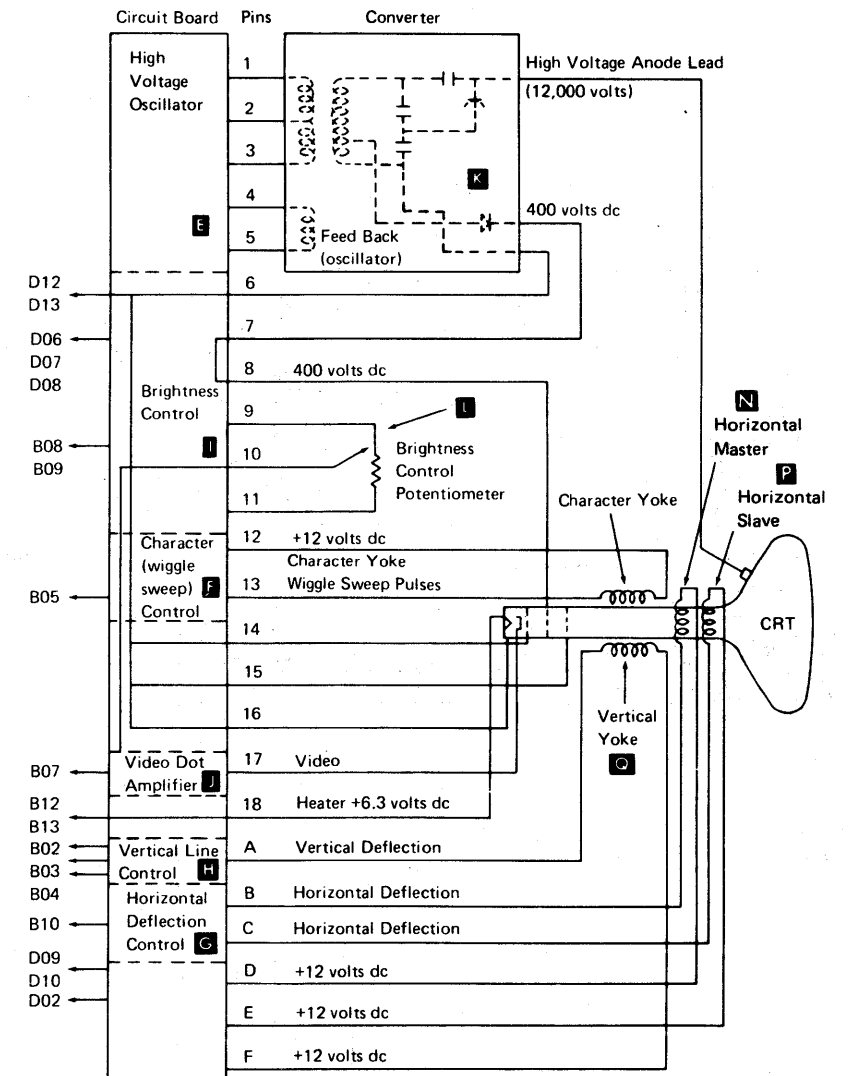 Circuit Board Pins Converter
High
Voltage
Oscillator
E
1
2
3
4
5
Feed Back
(oscillator)
K
High Voltage Anode Lead
(12,000 volts)
400 volts dc
D12
D13
6
D06
7
D07
D08
8 400 volts dc
Brightness
Control
I
9
L
B08
B09
10
11
Brightness
Control
Potentiometer
N
Horizontal
Master
P
Horizontal
Slave
Character Yoke
12 +12 volts dc
Character
(wiggle
sweep)
Control
F
Character Yoke
13 Wiggle Sweep Pulses
B05
14
15
16
CRT
Vertical
Yoke
Q
17 Video
Video Dot
Amplifier
J
B07
B12
18 Heater +6.3 volts dc
B13
B02
A Vertical Deflection
Vertical Line
Control
H
B03
B04
B Horizontal Deflection
Horizontal
Deflection
Control
G
B10
C Horizontal Deflection
D09
D10
D +12 volts dc
D02
E +12 volts dc
F +12 volts dc